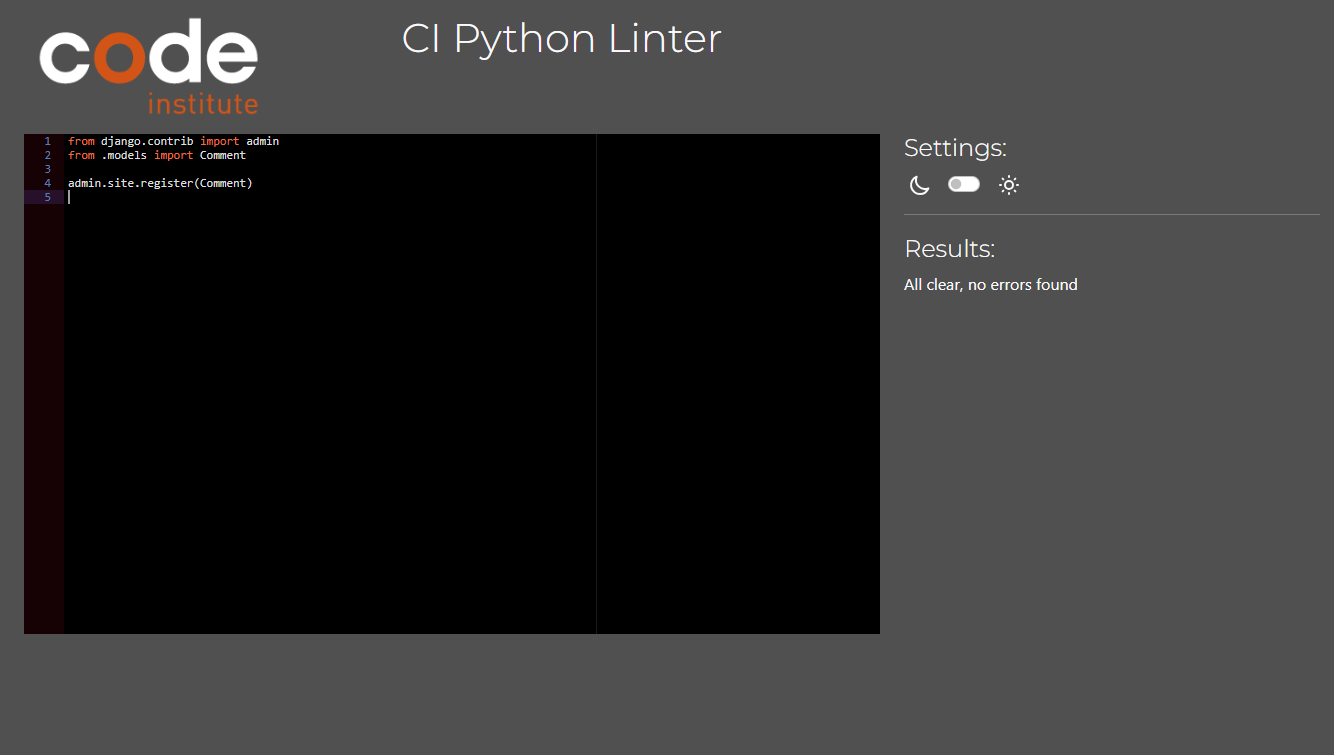 code
institute
CI Python Linter
1 from django.contrib import admin
2 from .models import Comment
3
4 admin.site.register(Comment)
5
Settings:
Results:
All clear, no errors found